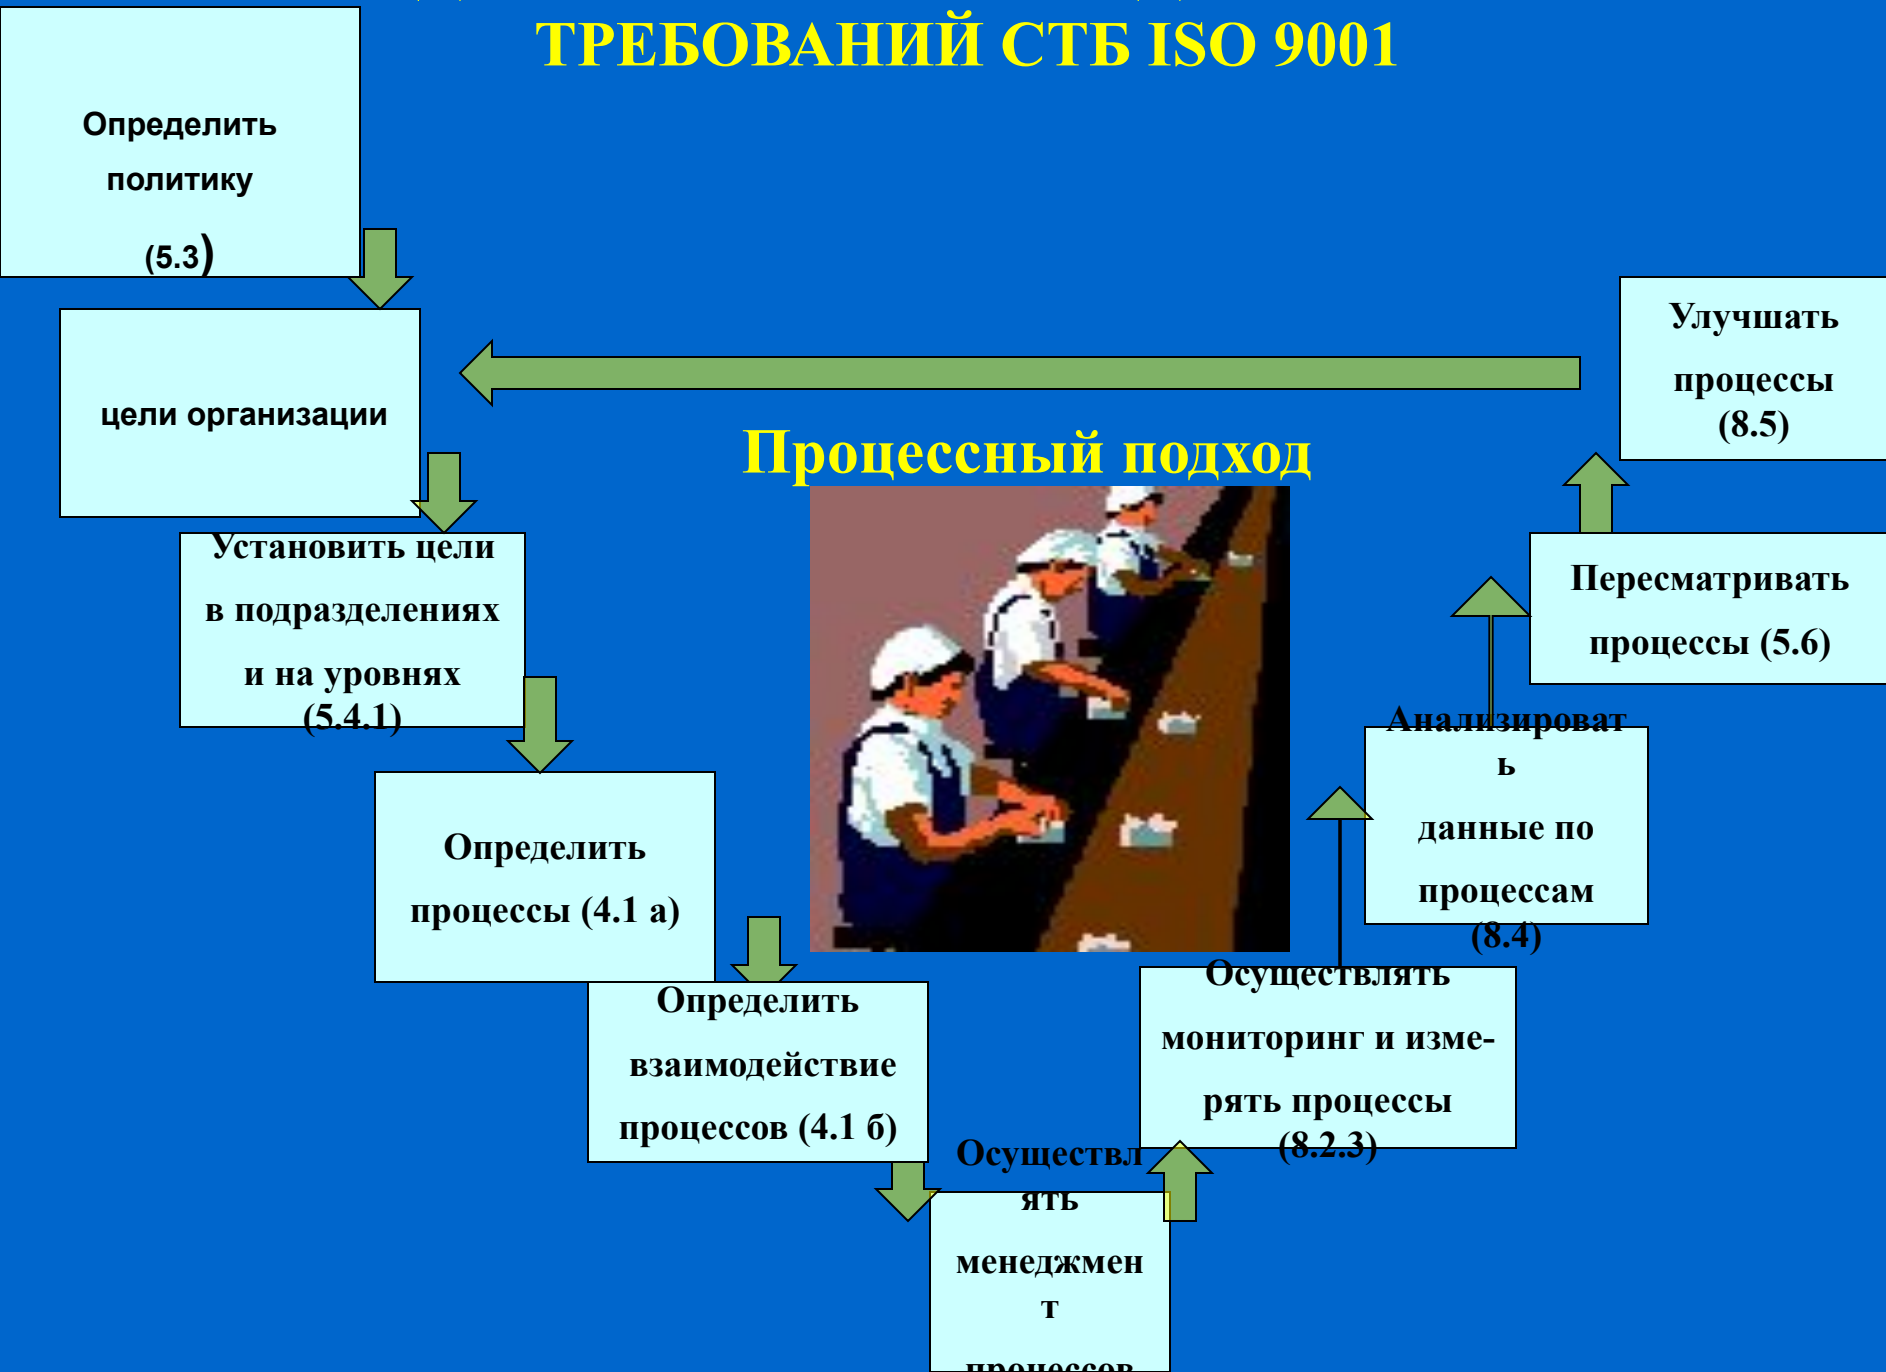 ТРЕБОВАНИЙ СТБ ISO 9001
Определить
политику
(5.3)
цели организации
Установить цели
в подразделениях
и на уровнях
(5.4.1)
Определить
процессы (4.1 а)
Определить
взаимодействие
процессов (4.1 б)
Осуществл
ять
менеджмен
т
процессов
Осуществлять
мониторинг и изме-
рять процессы
(8.2.3)
Анализироват
ь
данные по
процессам
(8.4)
Пересматривать
процессы (5.6)
Улучшать
процессы
(8.5)
Процессный подход